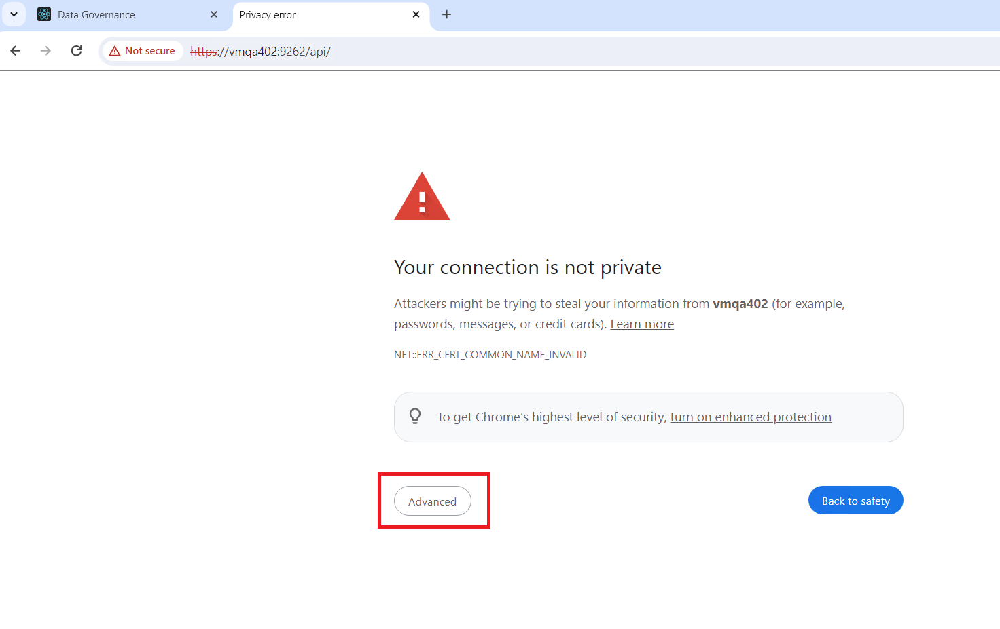 Data Governance
Privacy error
Not secure https://vmqa402:9262/api/
Your connection is not private
Attackers might be trying to steal your information from vmqa402 (for example,
passwords, messages, or credit cards). Learn more
NET::ERR_CERT_COMMON_NAME_INVALID
To get Chrome’s highest level of security, turn on enhanced protection
Advanced
Back to safety